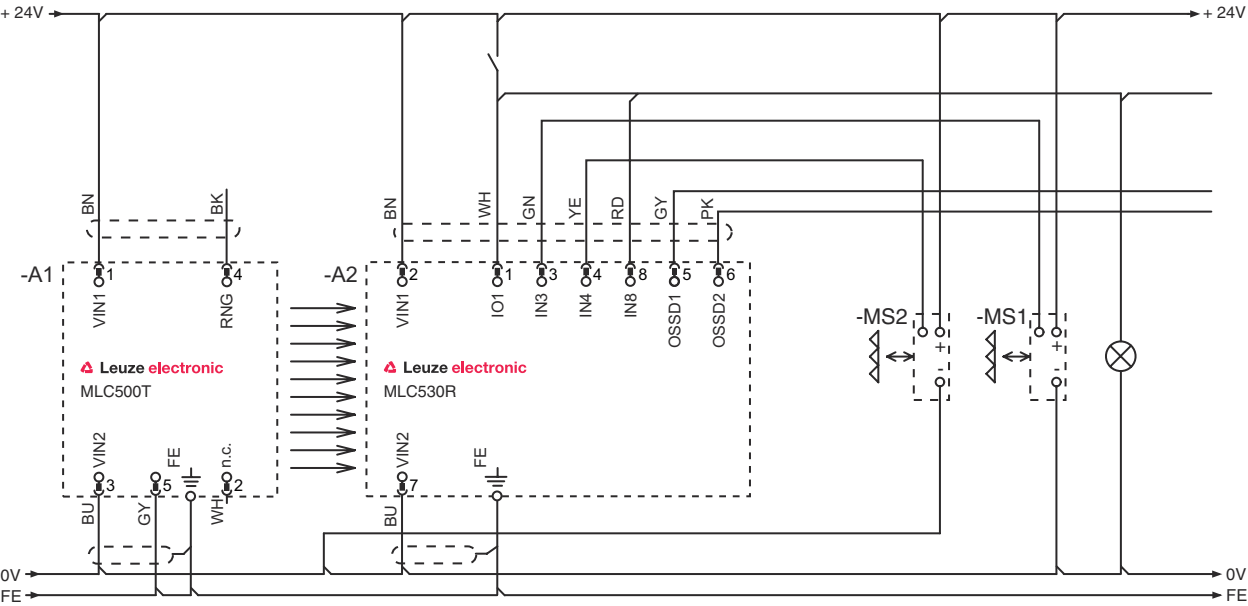 + 24V
+ 24V
BN
BK
BN
WH
GN
YE
RD
GY
PK
-A1
1
4
-A2
2
1
3
4
8
5
6
VIN1
RNG
VIN1
IO1
IN3
IN4
IN8
OSSD1
OSSD2
-MS2
-MS1
+
+
Leuze electronic
Leuze electronic
-
-
MLC500T
MLC530R
VIN2
FE
n.c.
VIN2
FE
3
5
2
7
BU
GY
WH
BU
0V
0V
FE
FE